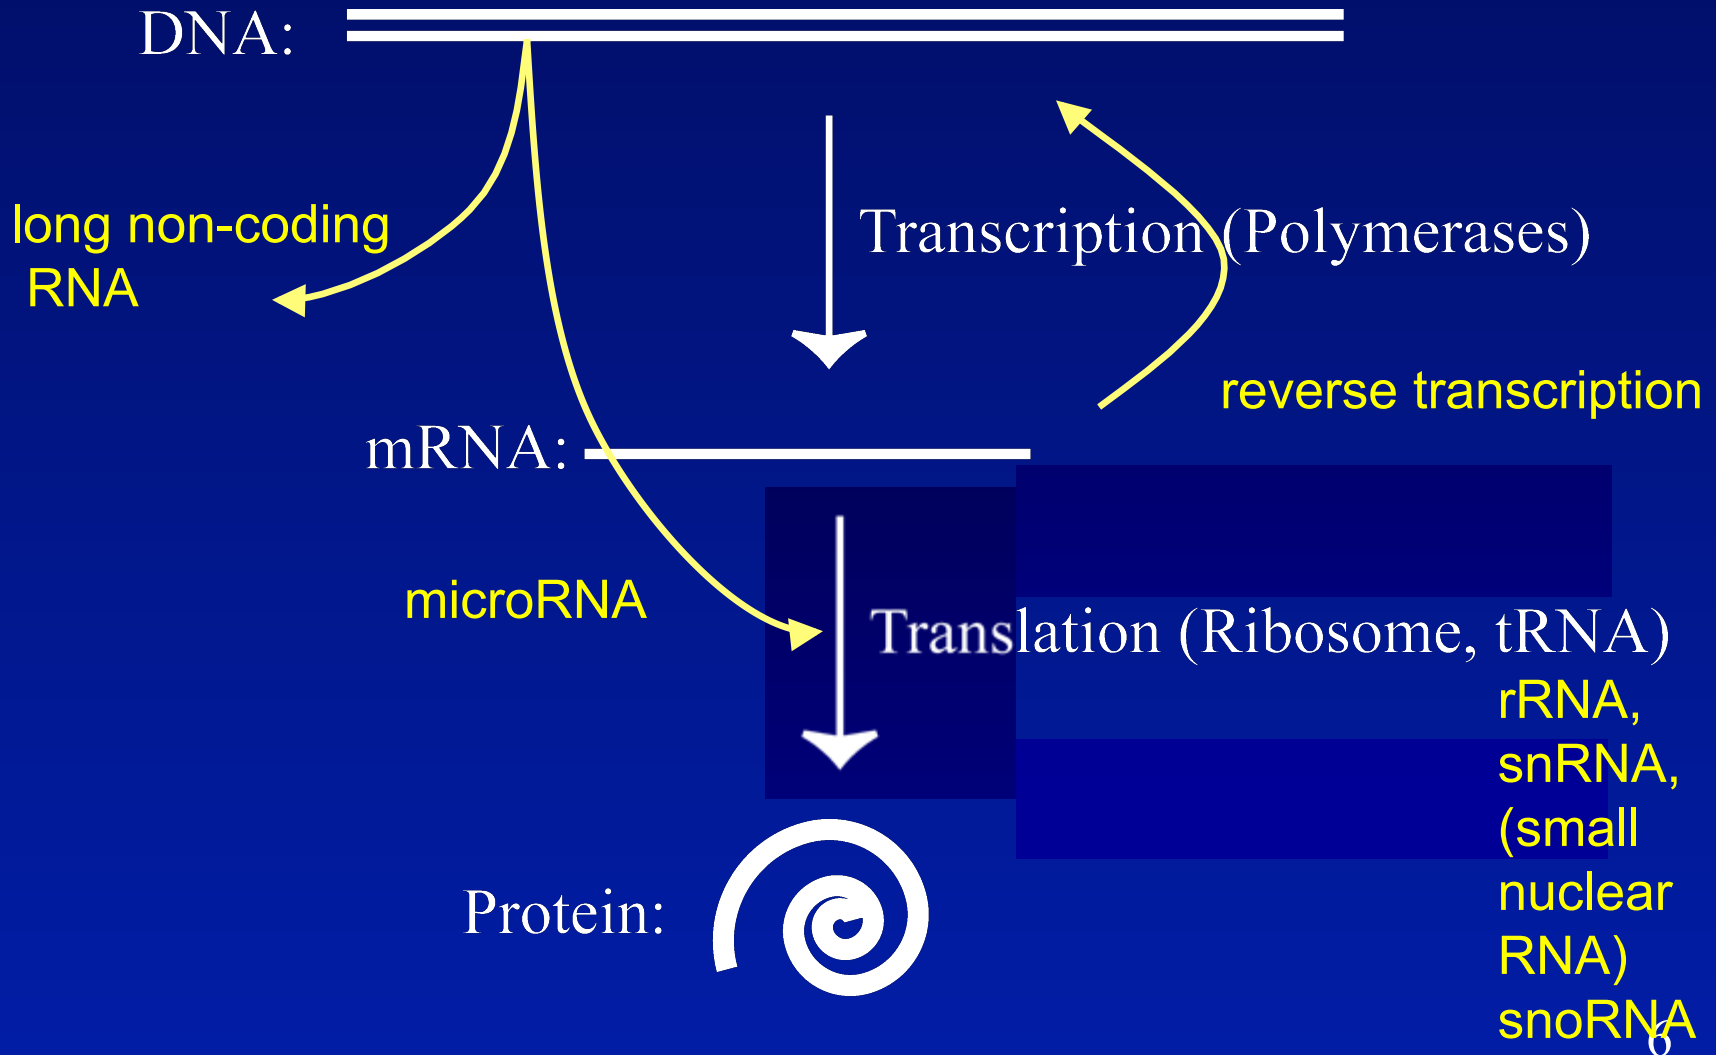 DNA:
long non-coding
RNA
Transcription (Polymerases)
reverse transcription
mRNA:
microRNA
Translation (Ribosome, tRNA)
rRNA,
snRNA,
(small
nuclear
RNA)
snoRNA
Protein:
6